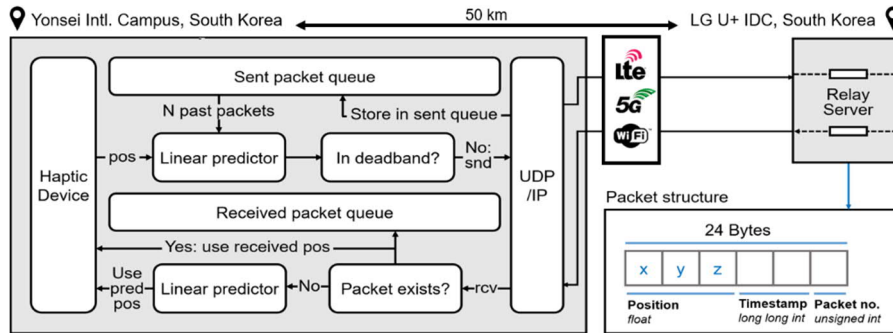 Yonsei Intl. Campus, South Korea
50 km
LG U+ IDC, South Korea
Sent packet queue
N past packets
Store in sent queue
pos
Linear predictor
In deadband?
No:
snd
Haptic
Device
UDP
/IP
Received packet queue
Yes: use received pos
Use
pred
pos
Linear predictor
No
Packet exists?
rcv
Lte
5G
WiFi
Relay
Server
Packet structure
24 Bytes
x y z
Position
float
Timestamp
long long int
Packet no.
unsigned int